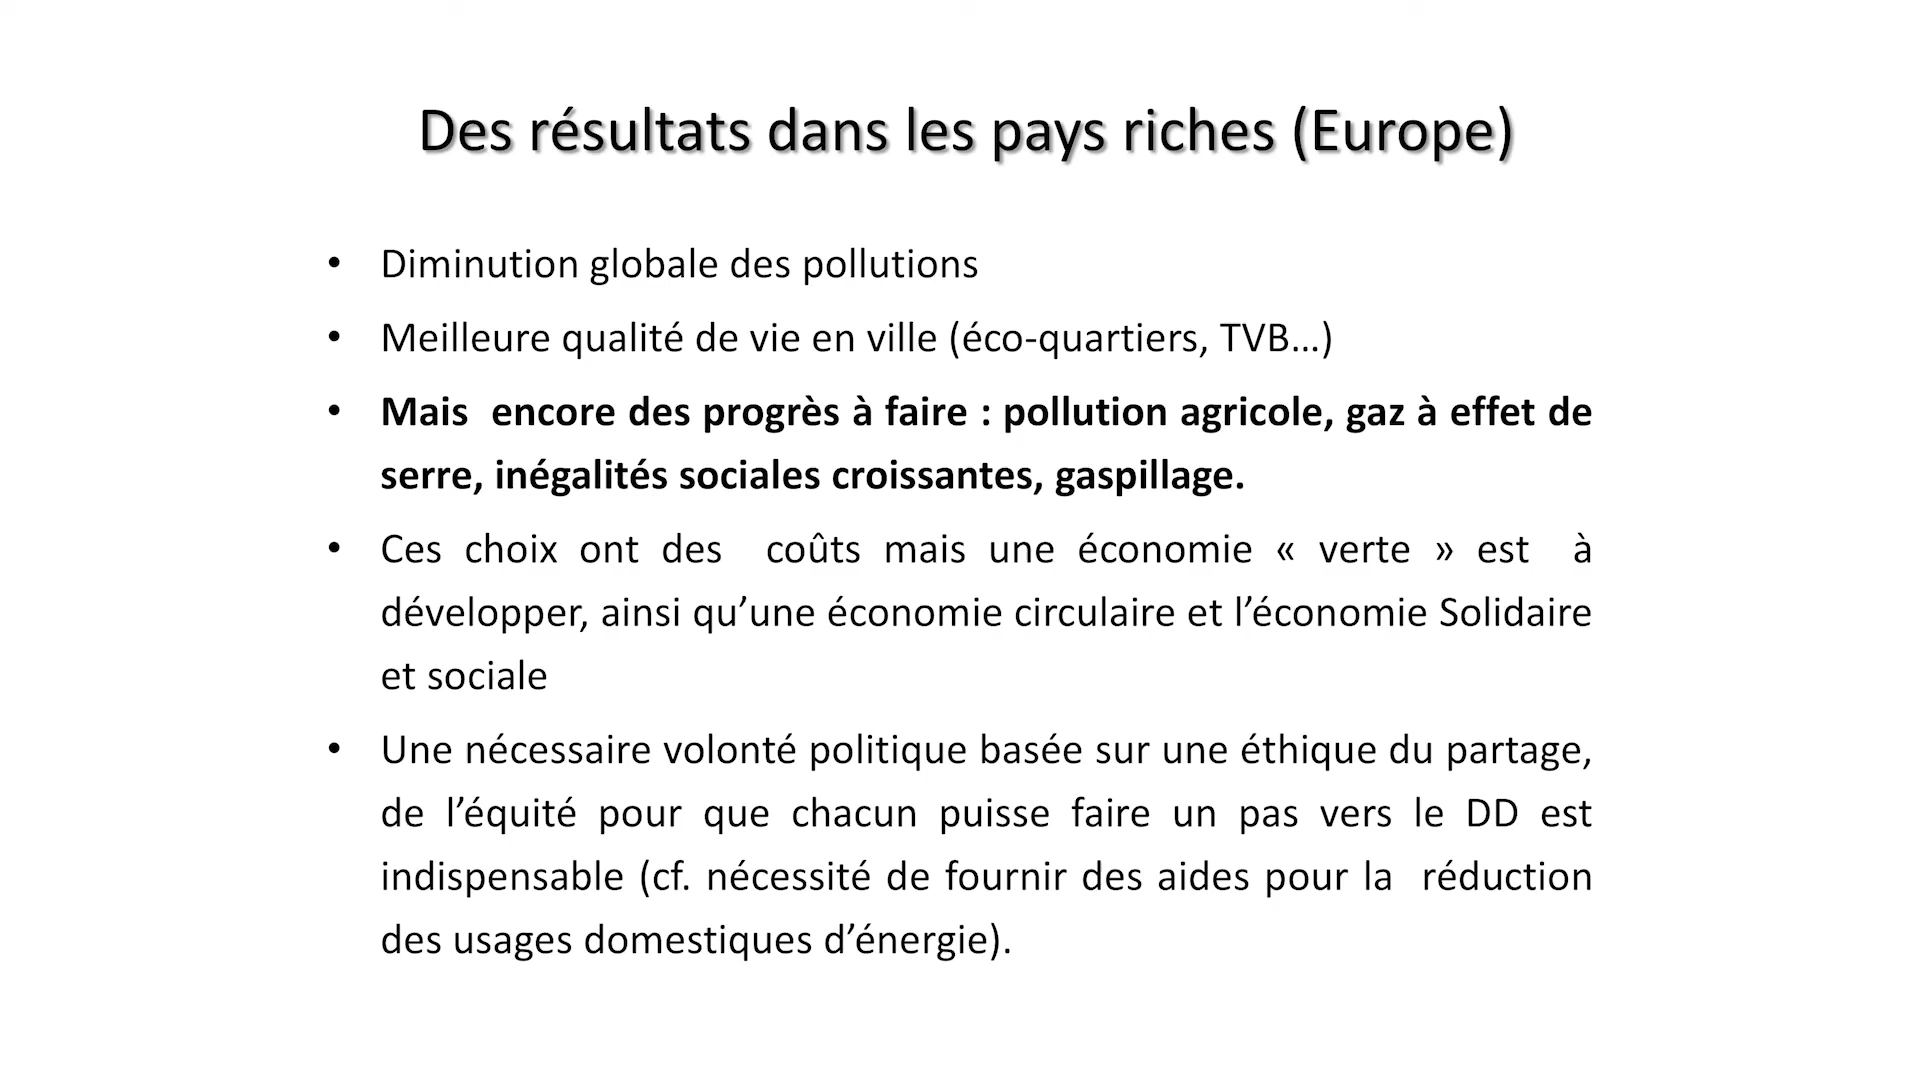 Des résultats dans les pays riches (Europe)
• Diminution globale des pollutions
• Meilleure qualité de vie en ville (éco-quartiers, TVB…)
• Mais encore des progrès à faire : pollution agricole, gaz à effet de
serre, inégalités sociales croissantes, gaspillage.
• Ces choix ont des coûts mais une économie « verte » est à
développer, ainsi qu’une économie circulaire et l’économie Solidaire
et sociale
• Une nécessaire volonté politique basée sur une éthique du partage,
de l’équité pour que chacun puisse faire un pas vers le DD est
indispensable (cf. nécessité de fournir des aides pour la réduction
des usages domestiques d’énergie).